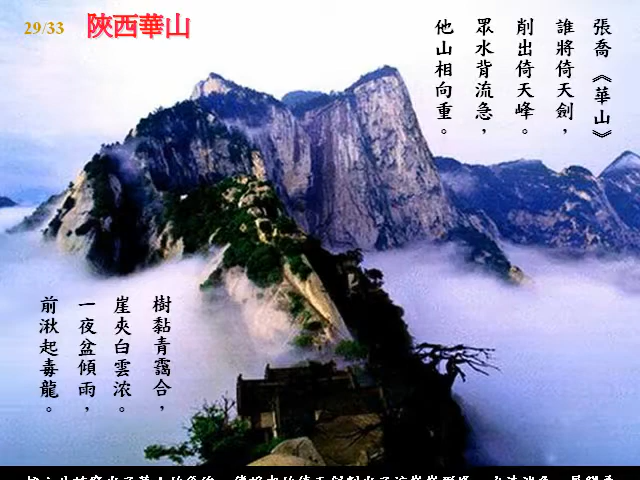 29/33
陝西華山
張喬《華山》
誰將倚天劍，
削出倚天峰。
眾水背流急，
他山相向重。
樹黏青靄合，
崖夾白雲浓。
一夜盆傾雨，
前湫起毒龍。